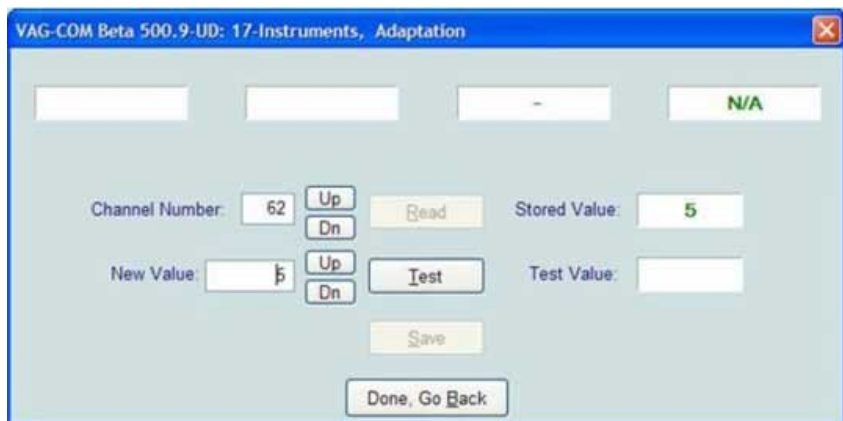 VAG-COM Beta 500.9-UD: 17-Instruments, Adaptation
- N/A
Channel Number: 62 Up Dn Read Stored Value: 5
New Value: 5 Up Dn Test Test Value:
Save
Done, Go Back